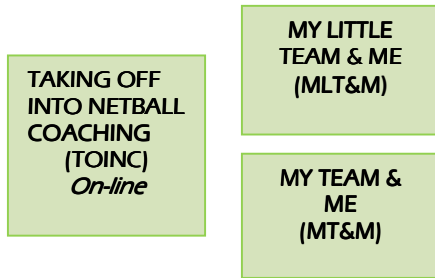 TAKING OFF
INTO NETBALL
COACHING
(TOINC)
On-line
MY LITTLE
TEAM & ME
(MLT&M)
MY TEAM &
ME
(MT&M)